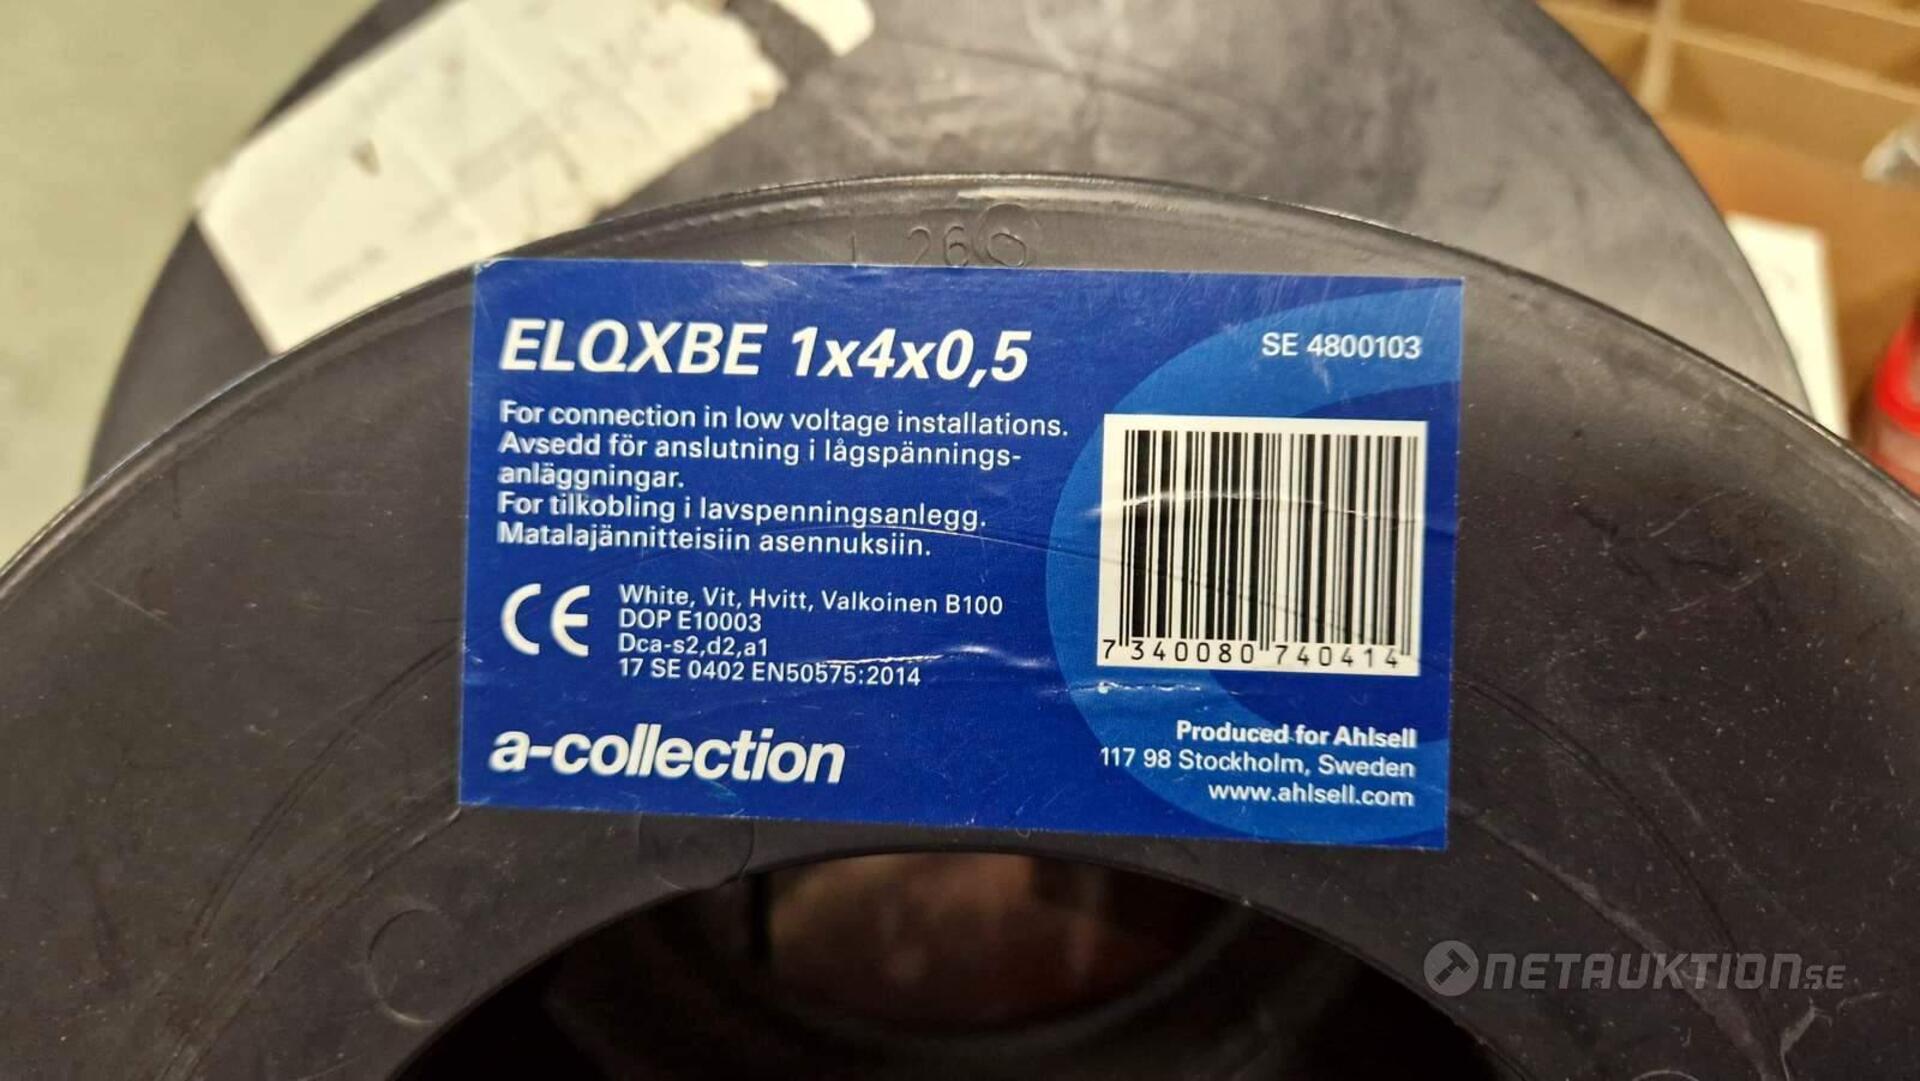 26
ELQXBE 1x4x0,5
SE 4800103
For connection in low voltage installations.
Avsedd för anslutning i lågspännings-
anläggningar.
For tilkobling i lavspenningsanlegg.
Matalajännitteisiin asennuksiin.
CE
White, Vit, Hvitt, Valkoinen B100
DOP E10003
Dca-s2,d2,a1
17 SE 0402 EN50575:2014
7 340080 740414
a-collection
Produced for Ahlsell
117 98 Stockholm, Sweden
www.ahlsell.com
NETAUKTION.SE